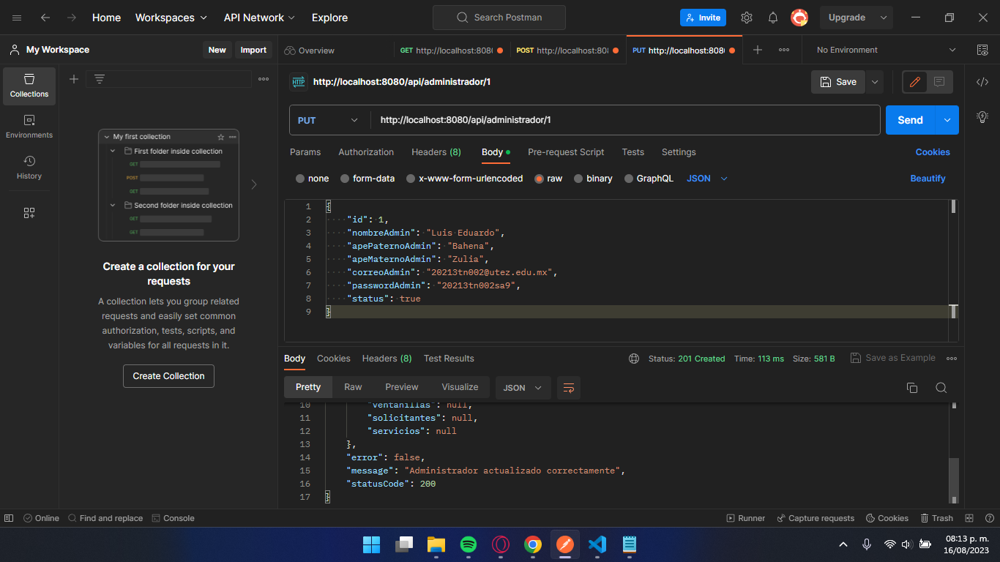 Home Workspaces API Network Explore Search Postman Invite Upgrade
My Workspace New Import Overview GET http://localhost:808 POST http://localhost:808 PUT http://localhost:808 No Environment
Collections
Environments
History
My first collection
First folder inside collection
GET
POST
GET
Second folder inside collection
GET
GET
Create a collection for your
requests
A collection lets you group related
requests and easily set common
authorization, tests, scripts, and
variables for all requests in it.
Create Collection
HTTP http://localhost:8080/api/administrador/1 Save
PUT http://localhost:8080/api/administrador/1 Send
Params Authorization Headers (8) Body Pre-request Script Tests Settings Cookies
none form-data x-www-form-urlencoded raw binary GraphQL JSON Beautify
1 {
2 "id": 1,
3 "nombreAdmin": "Luis Eduardo",
4 "apePaternoAdmin": "Bahena",
5 "apeMaternoAdmin": "Zulia",
6 "correoAdmin": "20213tn002@utez.edu.mx",
7 "passwordAdmin": "20213tn002sa9",
8 "status": true
9 }
Body Cookies Headers (8) Test Results Status: 201 Created Time: 113 ms Size: 581 B Save as Example
Pretty Raw Preview Visualize JSON
10 "ventanillas": null,
11 "solicitantes": null,
12 "servicios": null
13 },
14 "error": false,
15 "message": "Administrador actualizado correctamente",
16 "statusCode": 200
17 }
Online Find and replace Console Runner Capture requests Cookies Trash
08:13 p. m.
16/08/2023